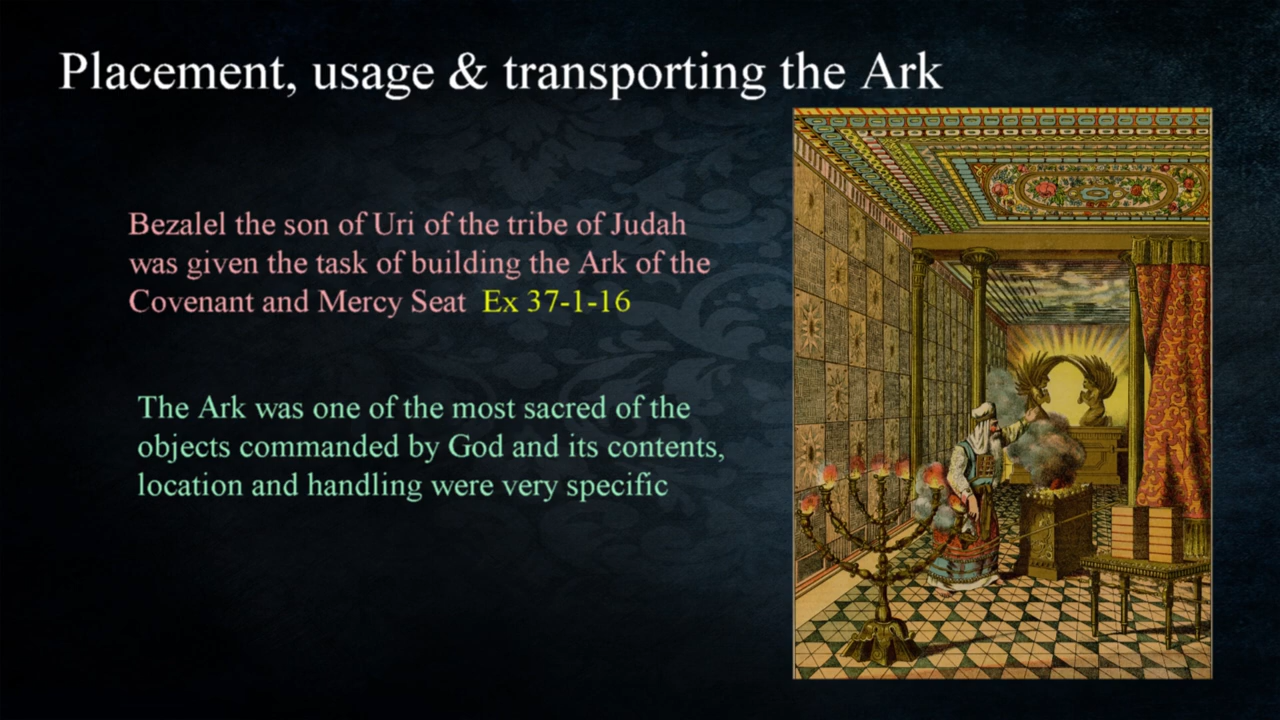 Placement, usage & transporting the Ark
Bezalel the son of Uri of the tribe of Judah
was given the task of building the Ark of the
Covenant and Mercy Seat Ex 37-1-16
The Ark was one of the most sacred of the
objects commanded by God and its contents,
location and handling were very specific